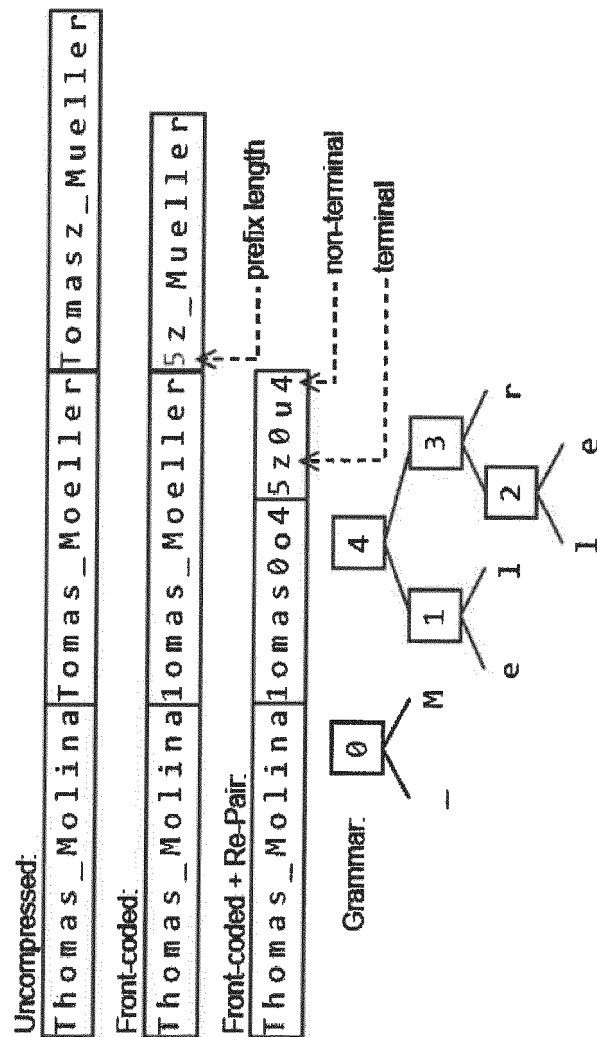 Uncompressed:
Thomas_Molina Tomas_Moeller Tomasz_Mueller
Front-coded:
Thomas_Molina 1omas_Moeller 5z_Mueller
prefix length
Front-coded + Re-Pair:
Thomas_Molina 1omas0o4 5z0u4
non-terminal
terminal
Grammar:
0 4
1 3
_ M 2 r
e l
l e